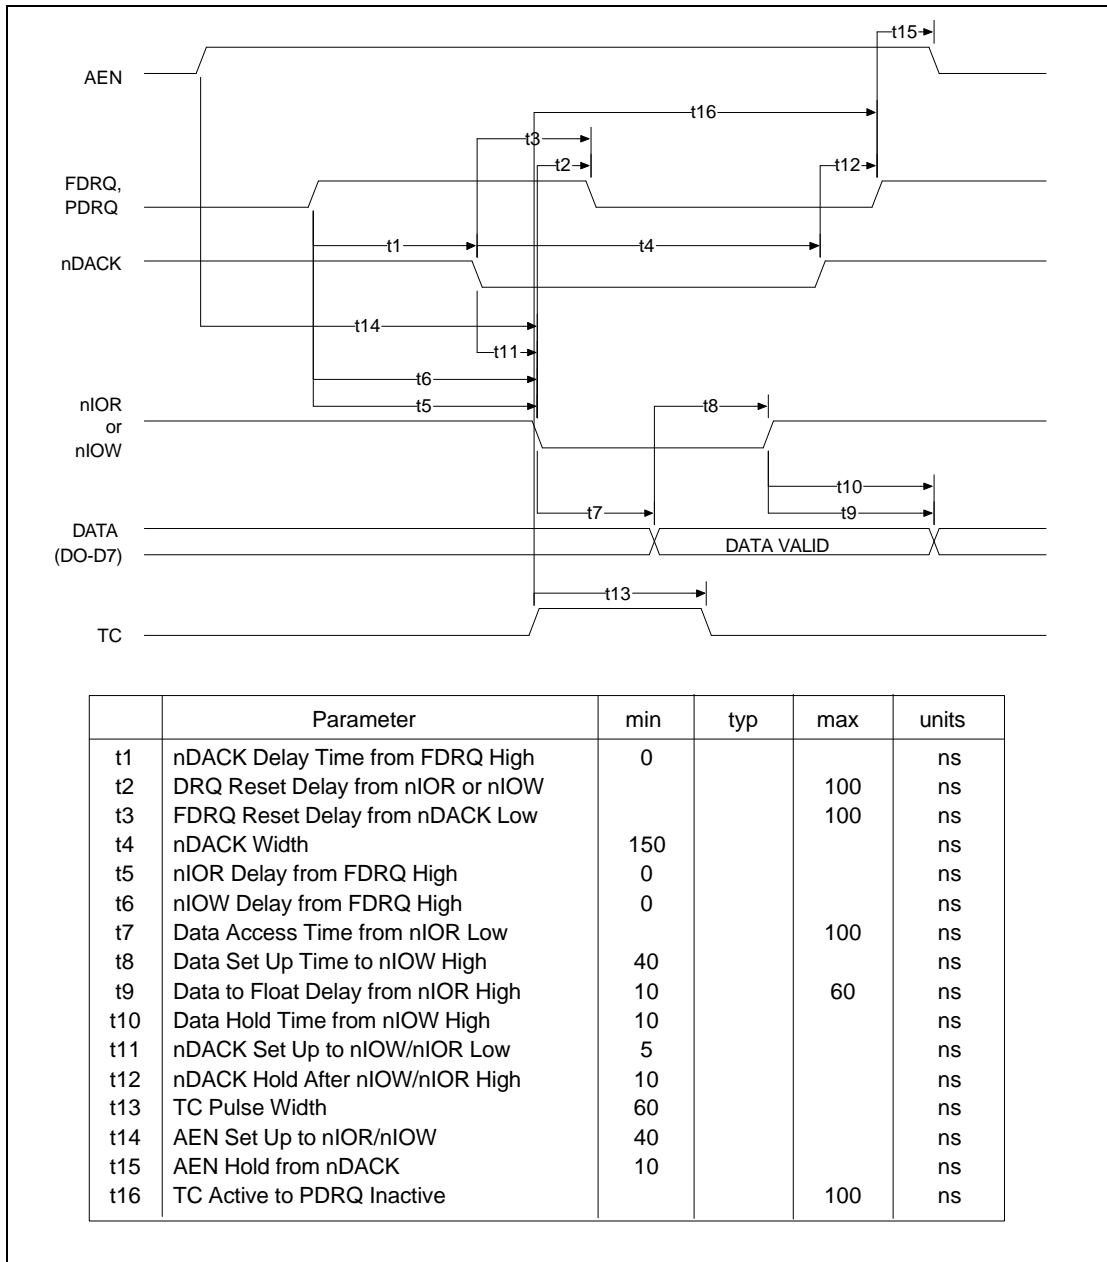 t15
AEN
t16
t3
t2
t12
FDRQ,
PDRQ
t1
t4
nDACK
t14
t11
t6
t5
t8
nIOR
or
nIOW
t10
t7
t9
DATA
(DO-D7)
DATA VALID
t13
TC
Parameter min typ max units
t1 nDACK Delay Time from FDRQ High 0 ns
t2 DRQ Reset Delay from nIOR or nIOW 100 ns
t3 FDRQ Reset Delay from nDACK Low 100 ns
t4 nDACK Width 150 ns
t5 nIOR Delay from FDRQ High 0 ns
t6 nIOW Delay from FDRQ High 0 ns
t7 Data Access Time from nIOR Low 100 ns
t8 Data Set Up Time to nIOW High 40 ns
t9 Data to Float Delay from nIOR High 10 60 ns
t10 Data Hold Time from nIOW High 10 ns
t11 nDACK Set Up to nIOW/nIOR Low 5 ns
t12 nDACK Hold After nIOW/nIOR High 10 ns
t13 TC Pulse Width 60 ns
t14 AEN Set Up to nIOR/nIOW 40 ns
t15 AEN Hold from nDACK 10 ns
t16 TC Active to PDRQ Inactive 100 ns